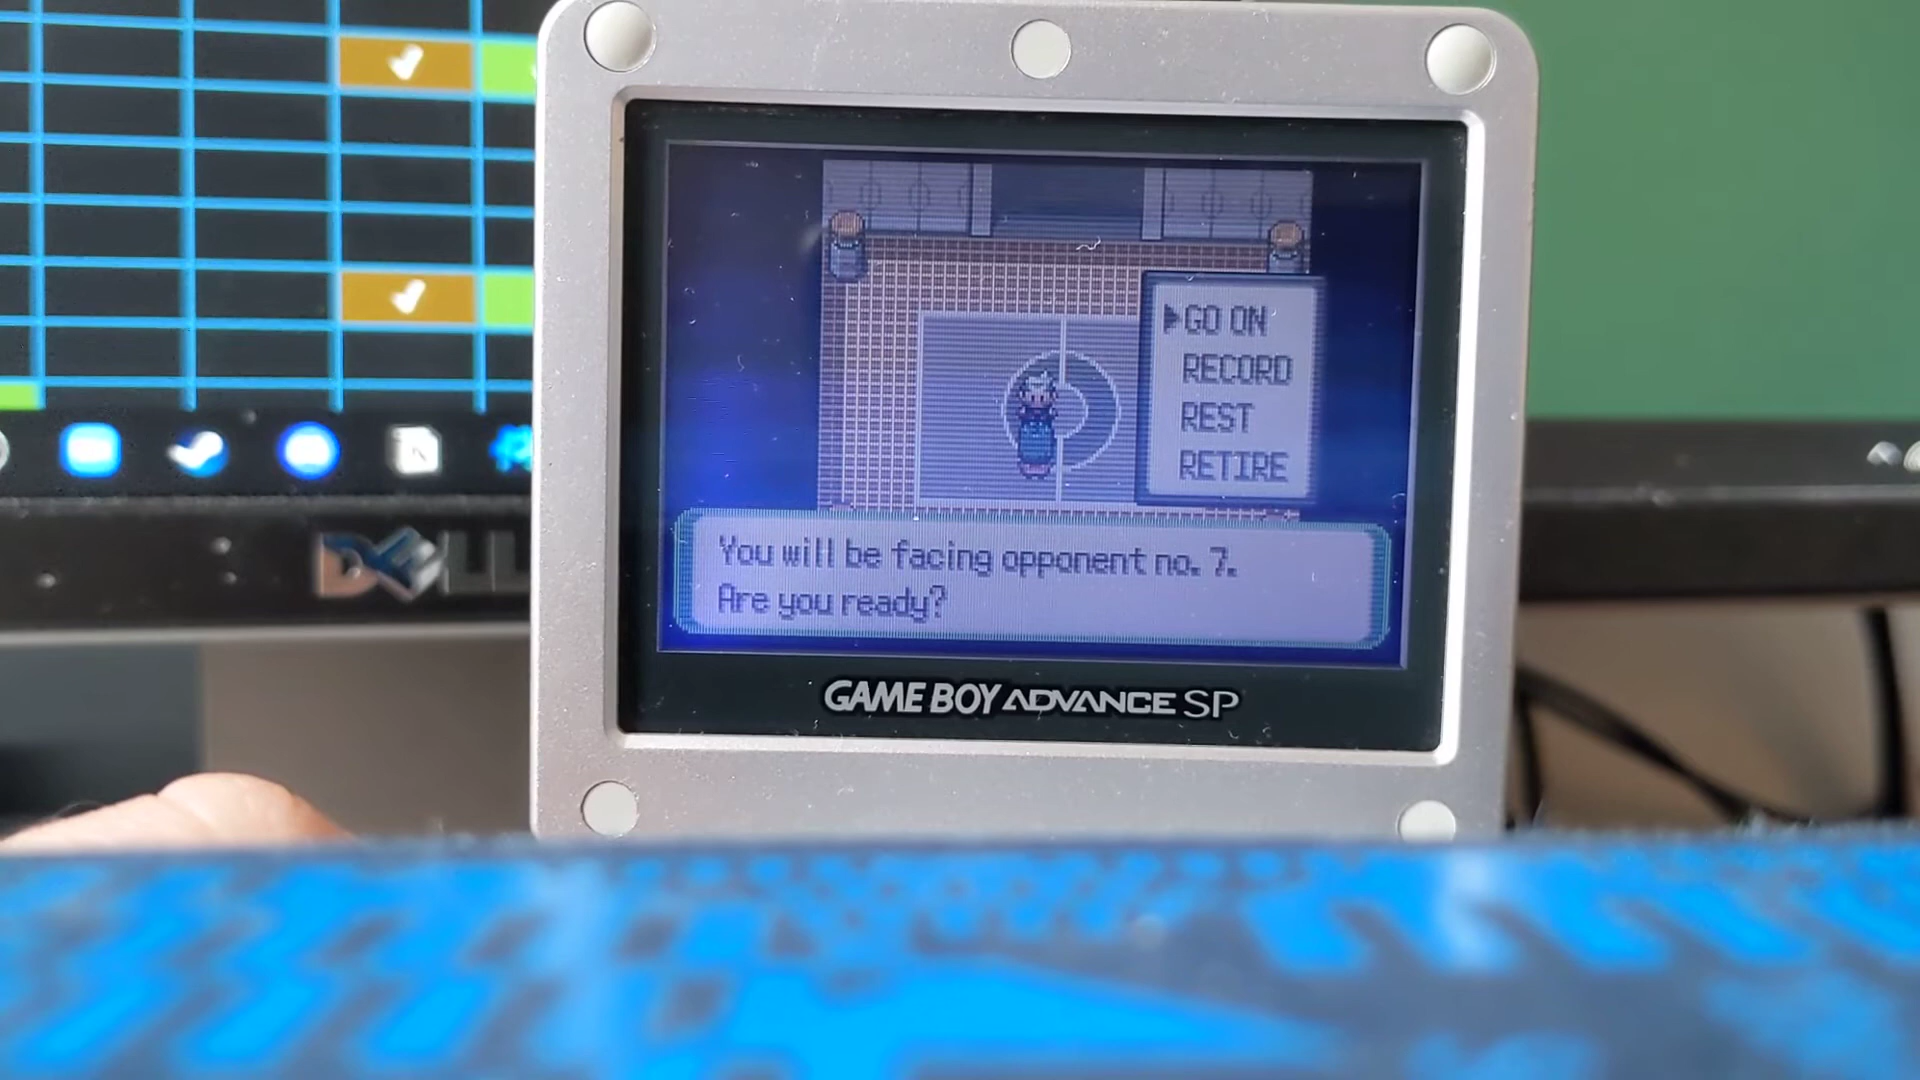 GO ON
RECORD
REST
RETIRE
You will be facing opponent no. 7.
Are you ready?
DELL
GAME BOY ADVANCE SP